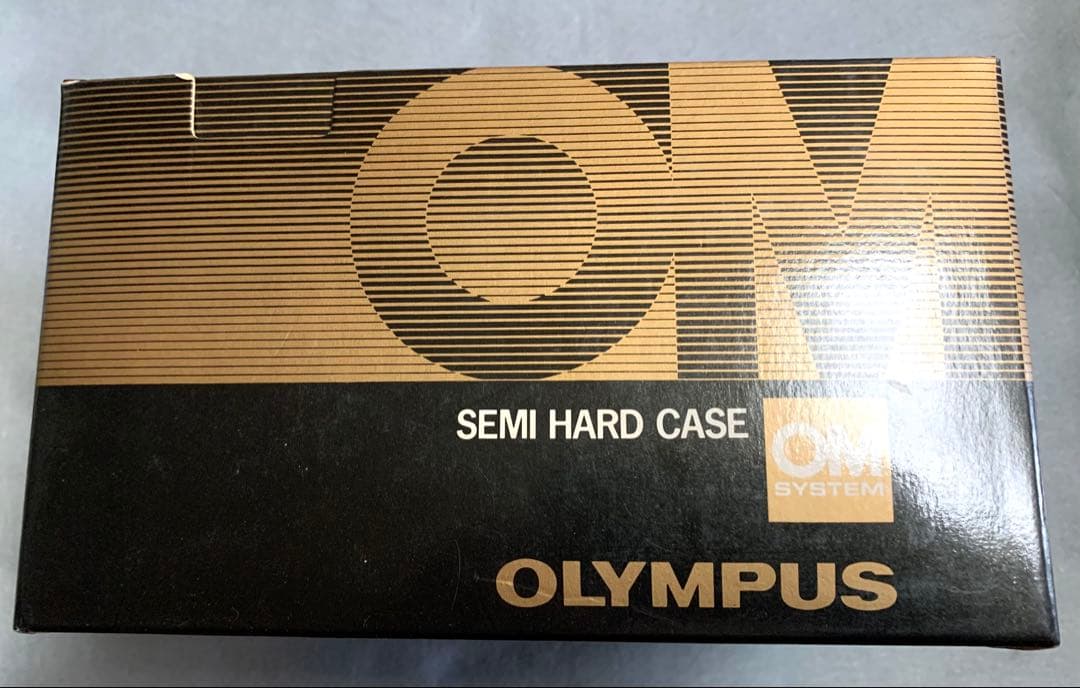 OM
SEMI HARD CASE
OM
SYSTEM
OLYMPUS